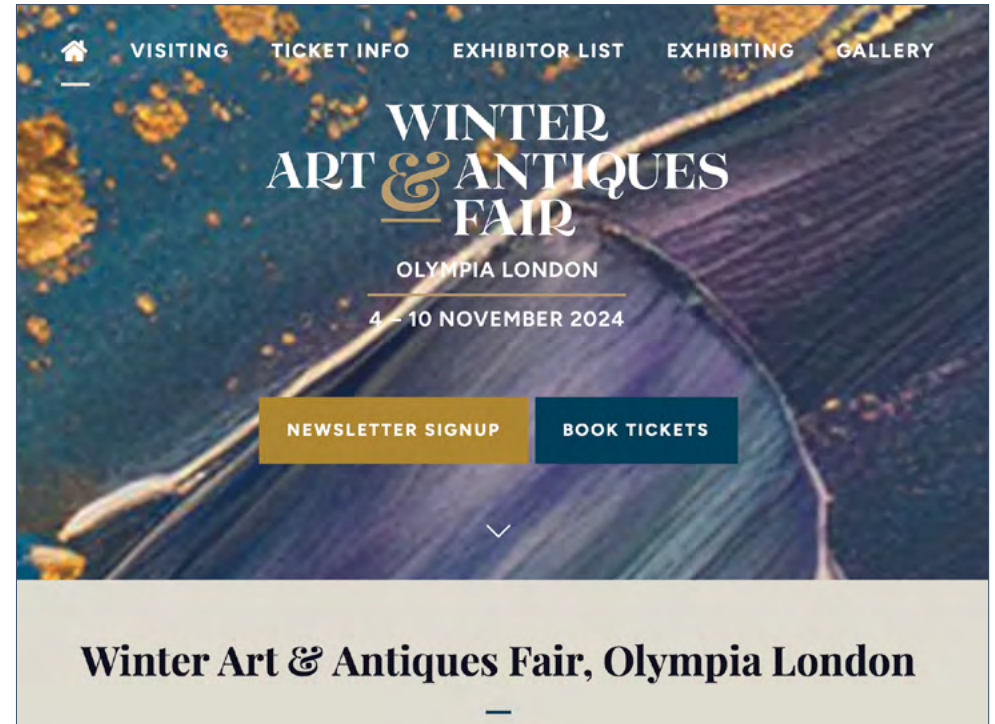 VISITING TICKET INFO EXHIBITOR LIST EXHIBITING GALLERY
WINTER
ART & ANTIQUES
FAIR
OLYMPIA LONDON
4 – 10 NOVEMBER 2024
NEWSLETTER SIGNUP BOOK TICKETS
Winter Art & Antiques Fair, Olympia London